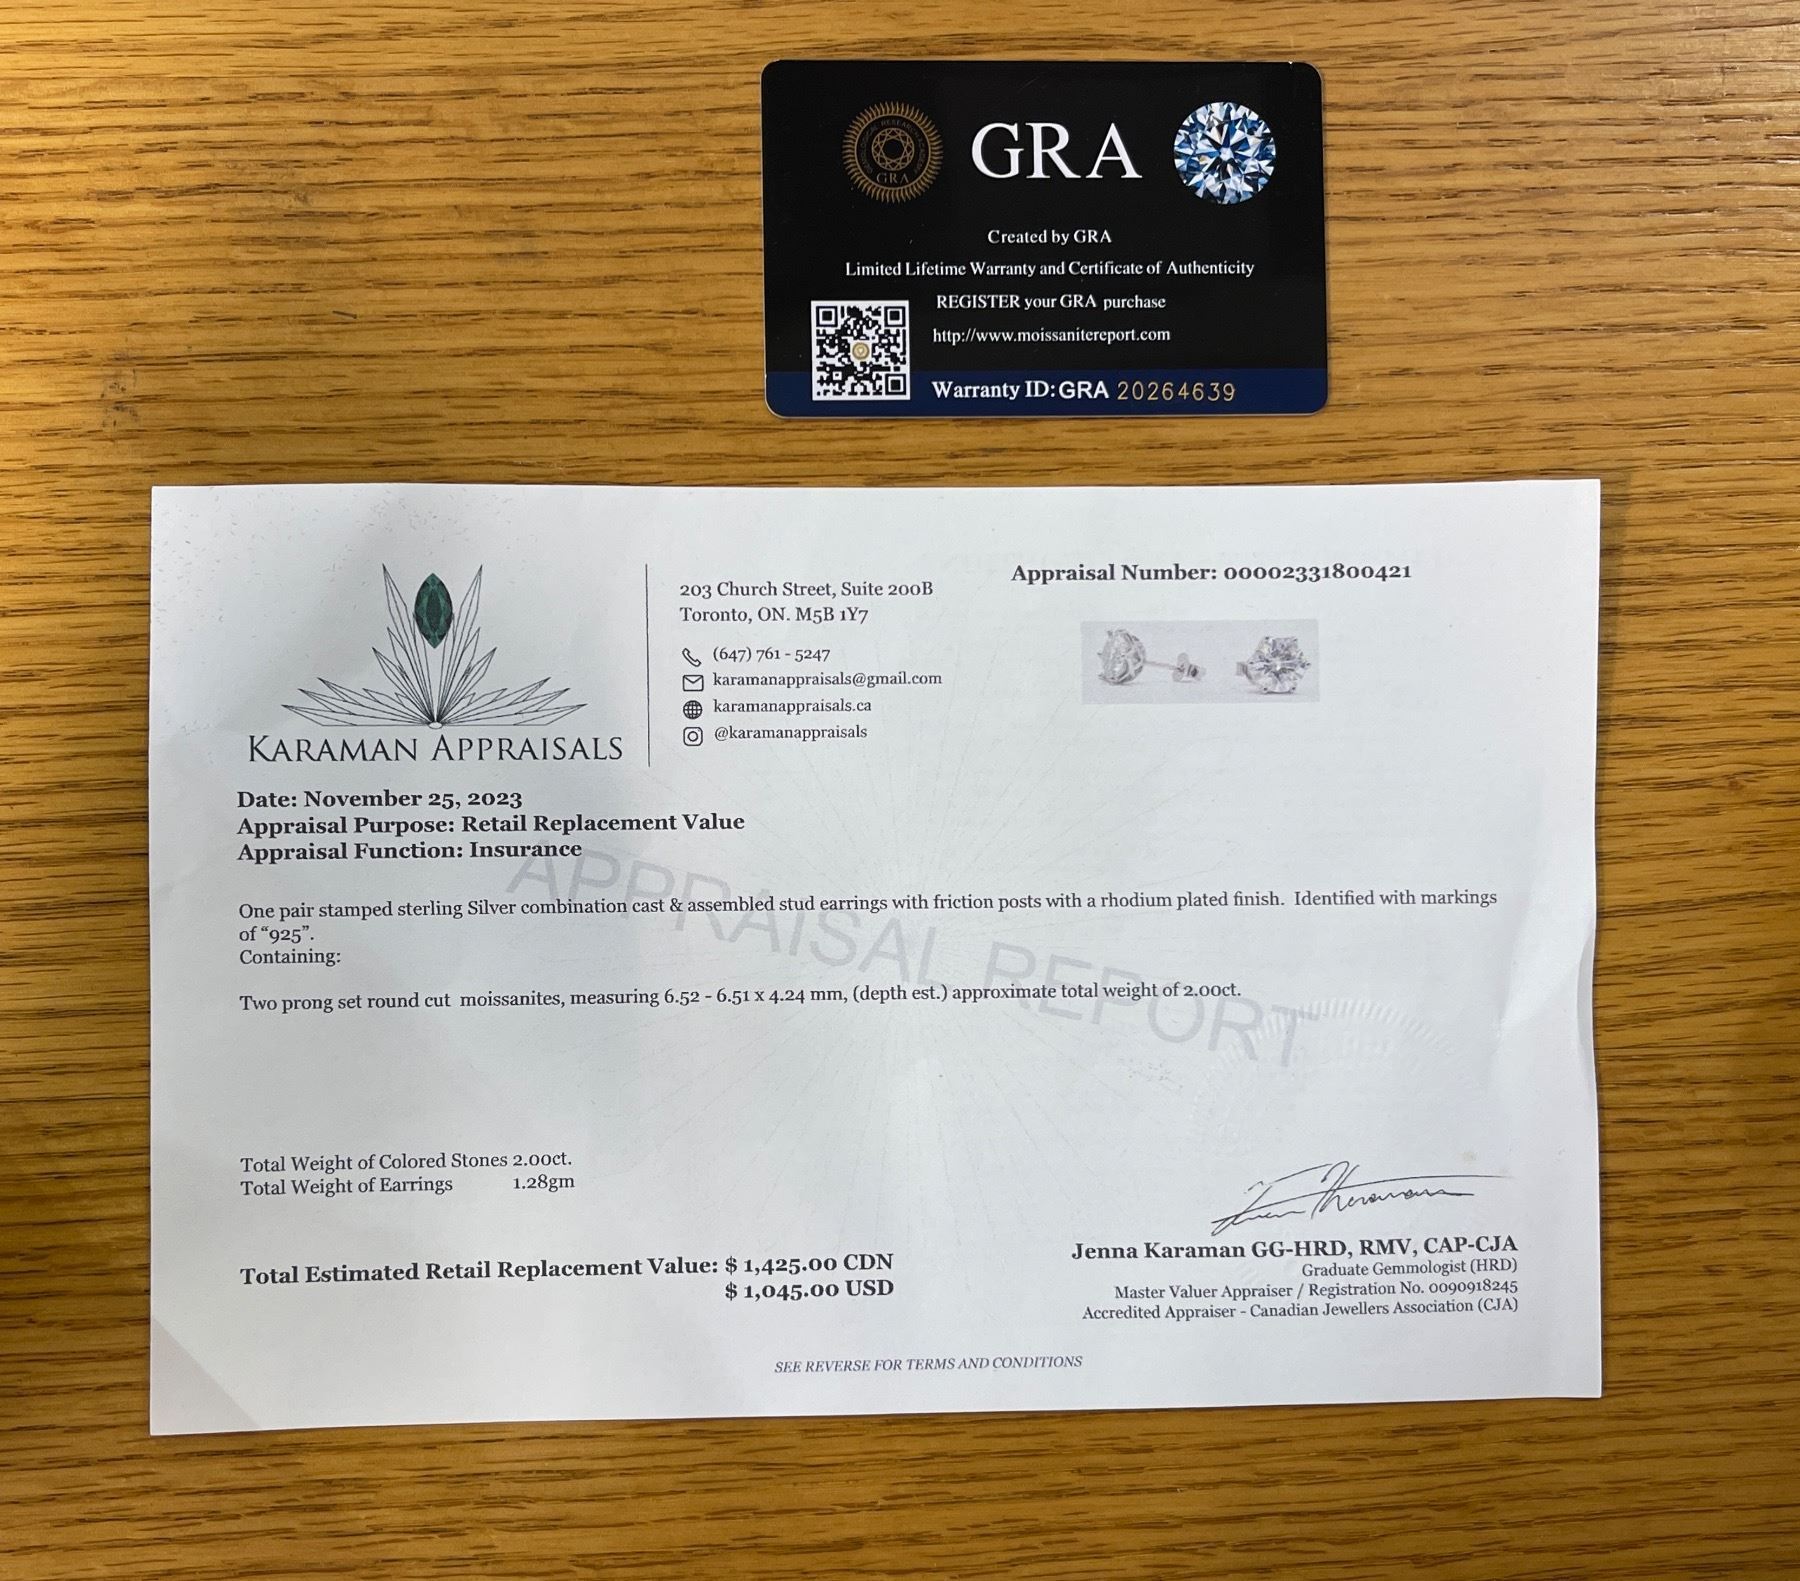 GRA
GRA
Created by GRA
Limited Lifetime Warranty and Certificate of Authenticity
REGISTER your GRA purchase
http://www.moissanitereport.com
Warranty ID:GRA 20264639
KARAMAN APPRAISALS
203 Church Street, Suite 200B
Toronto, ON. M5B 1Y7
(647) 761 - 5247
karamanappraisals@gmail.com
karamanappraisals.ca
@karamanappraisals
Appraisal Number: 00002331800421
Date: November 25, 2023
Appraisal Purpose: Retail Replacement Value
Appraisal Function: Insurance
APPRAISAL REPORT
One pair stamped sterling Silver combination cast & assembled stud earrings with friction posts with a rhodium plated finish. Identified with markings
of “925”.
Containing:
Two prong set round cut moissanites, measuring 6.52 - 6.51 x 4.24 mm, (depth est.) approximate total weight of 2.00ct.
Total Weight of Colored Stones 2.00ct.
Total Weight of Earrings 1.28gm
Total Estimated Retail Replacement Value: $ 1,425.00 CDN
$ 1,045.00 USD
Jenna Karaman GG-HRD, RMV, CAP-CJA
Graduate Gemmologist (HRD)
Master Valuer Appraiser / Registration No. 0090918245
Accredited Appraiser - Canadian Jewellers Association (CJA)
SEE REVERSE FOR TERMS AND CONDITIONS